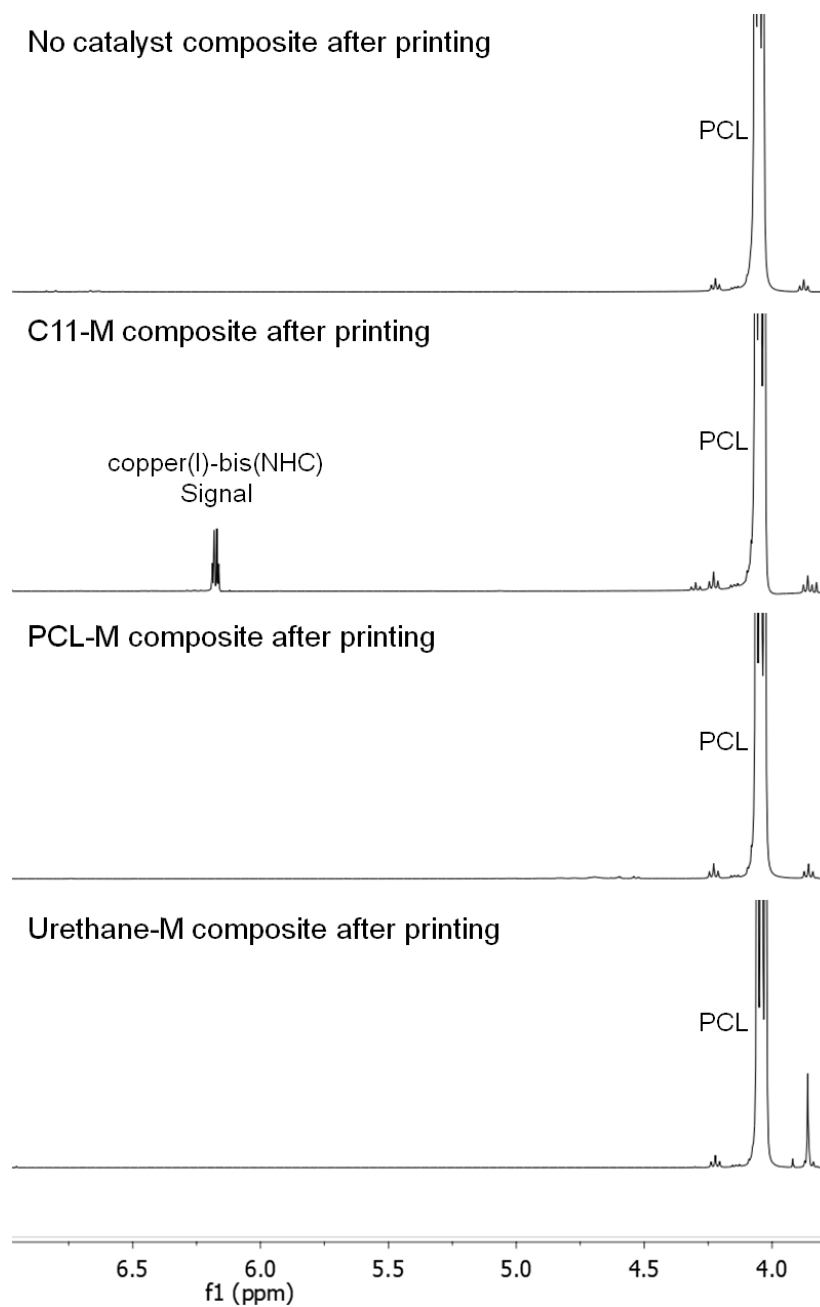 No catalyst composite after printing
PCL
C11-M composite after printing
PCL
copper(I)-bis(NHC)
Signal
PCL-M composite after printing
PCL
Urethane-M composite after printing
PCL
6.5 6.0 5.5 5.0 4.5 4.0
f1 (ppm)